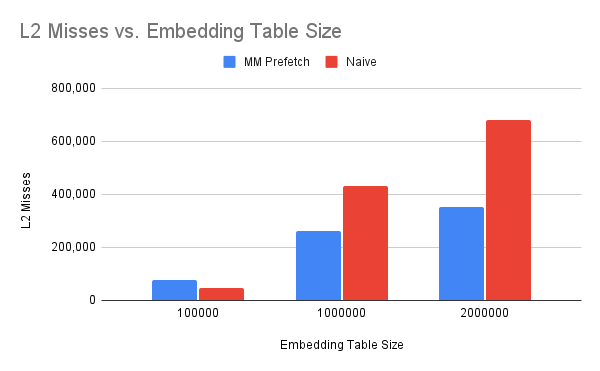 L2 Misses vs. Embedding Table Size
MM Prefetch
Naive
800,000
600,000
400,000
200,000
0
L2 Misses
100000
1000000
2000000
Embedding Table Size